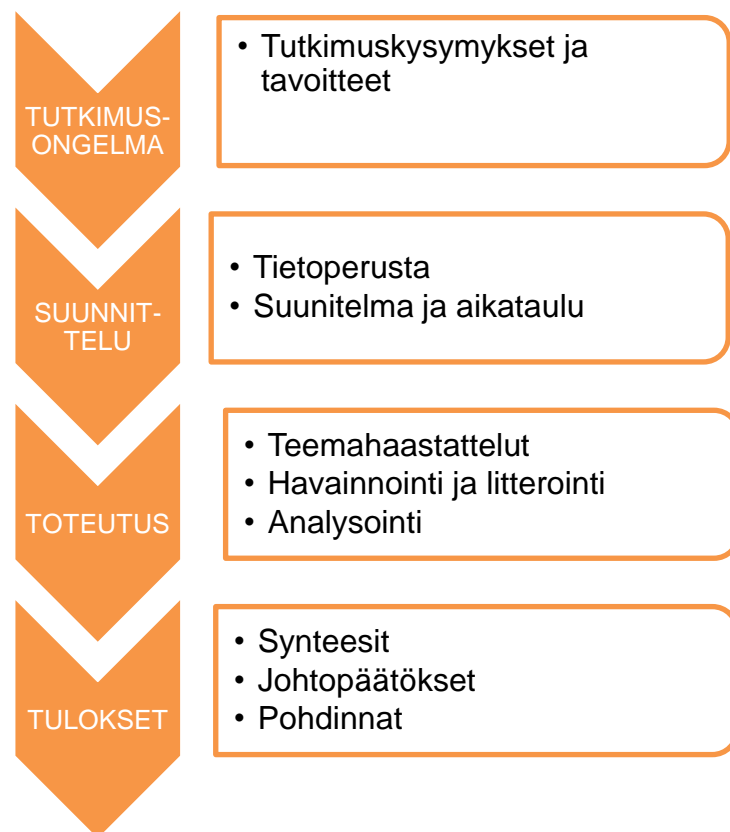 TUTKIMUS-
ONGELMA
• Tutkimuskysymykset ja
tavoitteet
SUUNNIT-
TELU
• Tietoperusta
• Suunitelma ja aikataulu
TOTEUTUS
• Teemahaastattelut
• Havainnointi ja litterointi
• Analysointi
TULOKSET
• Synteesit
• Johtopäätökset
• Pohdinnat